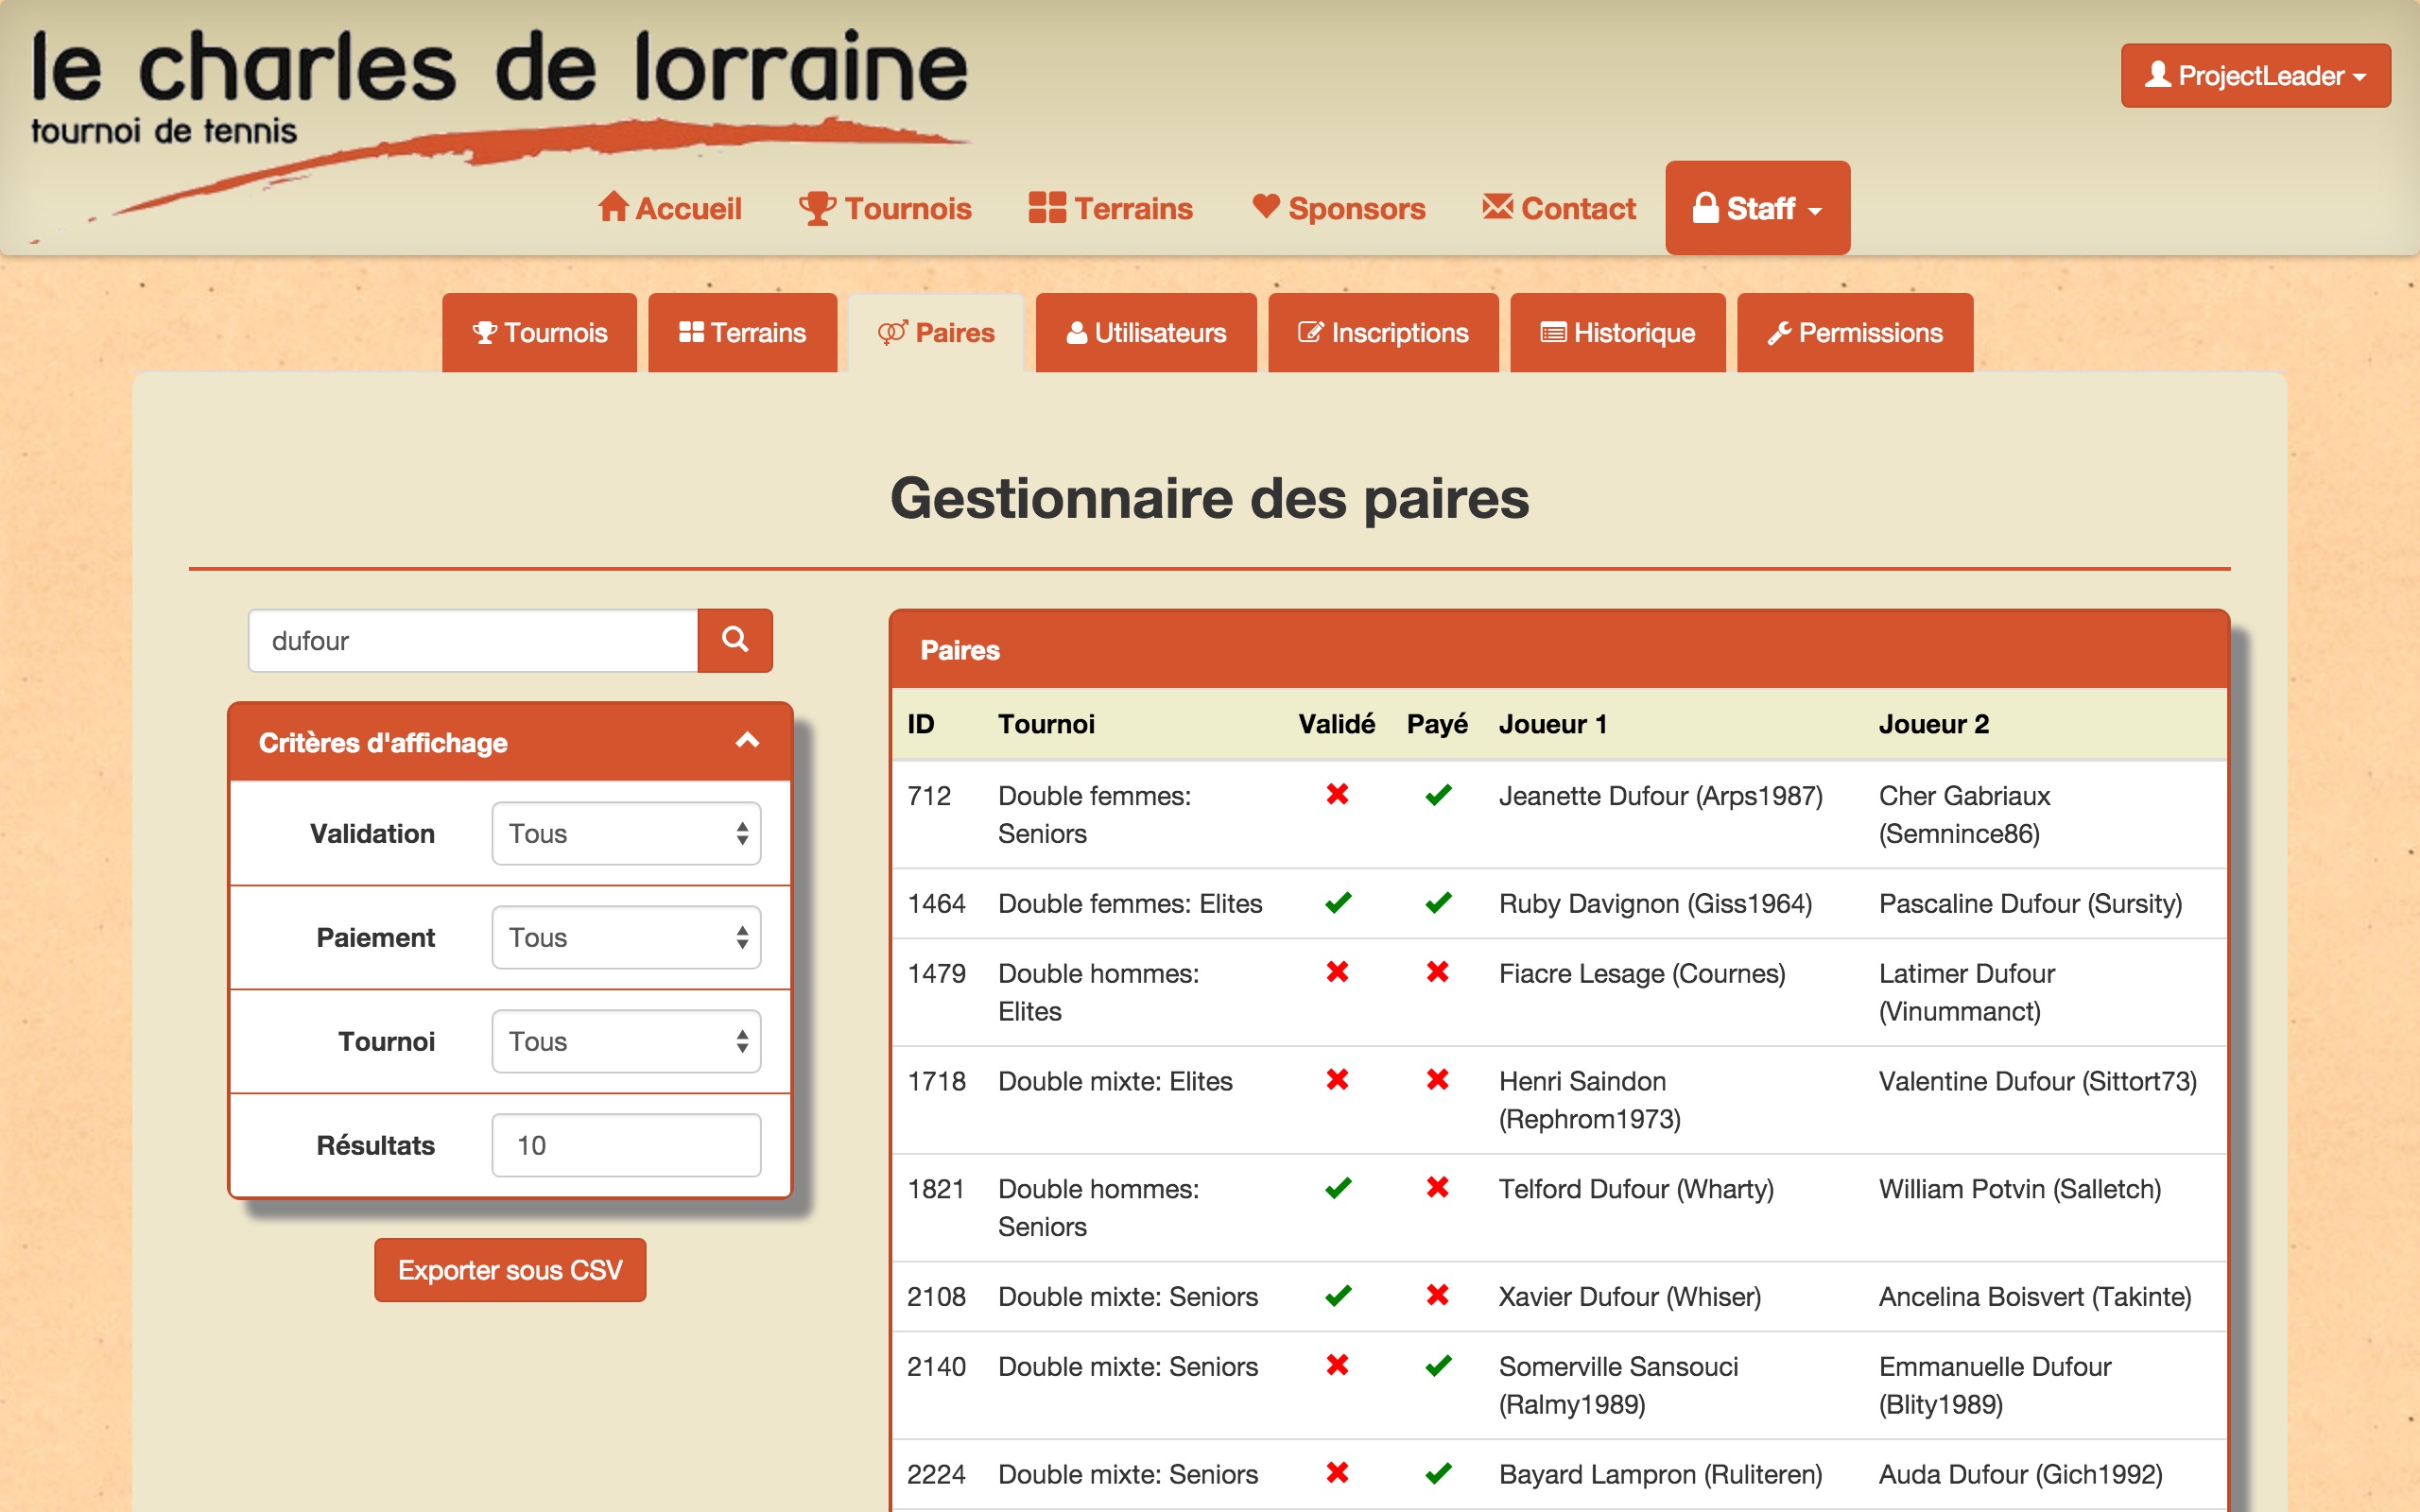 le charles de lorraine
tournoi de tennis
ProjectLeader
Accueil Tournois Terrains Sponsors Contact Staff
Tournois Terrains Paires Utilisateurs Inscriptions Historique Permissions
Gestionnaire des paires
dufour
Critères d'affichage
Validation Tous
Paiement Tous
Tournoi Tous
Résultats 10
Exporter sous CSV
Paires
ID Tournoi Validé Payé Joueur 1 Joueur 2
712 Double femmes: Jeanette Dufour (Arps1987) Cher Gabriaux
Seniors (Semnince86)
1464 Double femmes: Elites Ruby Davignon (Giss1964) Pascaline Dufour (Sursity)
1479 Double hommes: Fiacre Lesage (Cournes) Latimer Dufour
Elites (Vinummanct)
1718 Double mixte: Elites Henri Saindon Valentine Dufour (Sittort73)
(Rephrom1973)
1821 Double hommes: Telford Dufour (Wharty) William Potvin (Salletch)
Seniors
2108 Double mixte: Seniors Xavier Dufour (Whiser) Ancelina Boisvert (Takinte)
2140 Double mixte: Seniors Somerville Sansouci Emmanuelle Dufour
(Ralmy1989) (Blity1989)
2224 Double mixte: Seniors Bayard Lampron (Ruliteren) Auda Dufour (Gich1992)